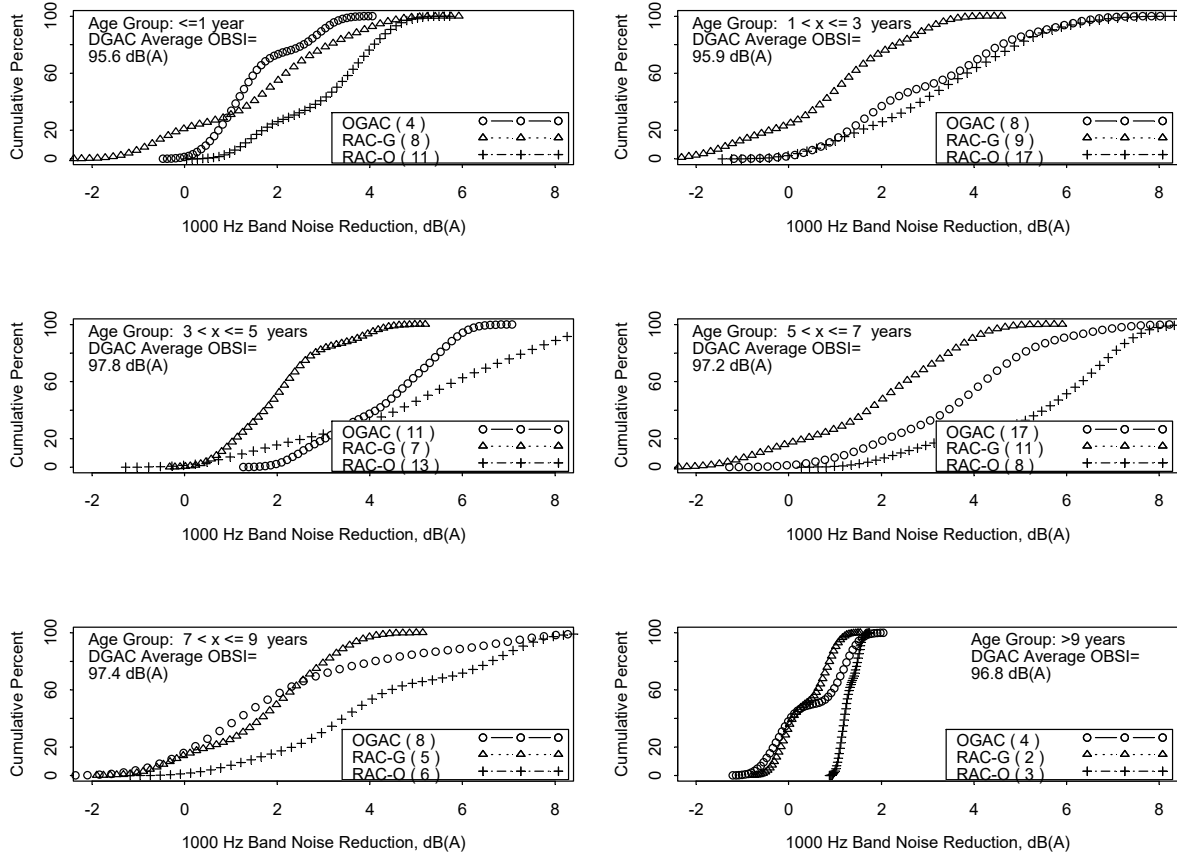 Age Group: <=1 year
DGAC Average OBSI=
95.6 dB(A)
Cumulative Percent
100
60
40
20
0
OGAC ( 4 )
RAC-G ( 8 )
RAC-O ( 11 )
-2 0 2 4 6 8
1000 Hz Band Noise Reduction, dB(A)
Age Group: 1 < x <= 3 years
DGAC Average OBSI=
95.9 dB(A)
Cumulative Percent
100
60
40
20
0
OGAC ( 8 )
RAC-G ( 9 )
RAC-O ( 17 )
-2 0 2 4 6 8
1000 Hz Band Noise Reduction, dB(A)
Age Group: 3 < x <= 5 years
DGAC Average OBSI=
97.8 dB(A)
Cumulative Percent
100
60
40
20
0
OGAC ( 11 )
RAC-G ( 7 )
RAC-O ( 13 )
-2 0 2 4 6 8
1000 Hz Band Noise Reduction, dB(A)
Age Group: 5 < x <= 7 years
DGAC Average OBSI=
97.2 dB(A)
Cumulative Percent
100
60
40
20
0
OGAC ( 17 )
RAC-G ( 11 )
RAC-O ( 8 )
-2 0 2 4 6 8
1000 Hz Band Noise Reduction, dB(A)
Age Group: 7 < x <= 9 years
DGAC Average OBSI=
97.4 dB(A)
Cumulative Percent
100
60
40
20
0
OGAC ( 8 )
RAC-G ( 5 )
RAC-O ( 6 )
-2 0 2 4 6 8
1000 Hz Band Noise Reduction, dB(A)
Age Group: >9 years
DGAC Average OBSI=
96.8 dB(A)
Cumulative Percent
100
60
40
20
0
OGAC ( 4 )
RAC-G ( 2 )
RAC-O ( 3 )
-2 0 2 4 6 8
1000 Hz Band Noise Reduction, dB(A)